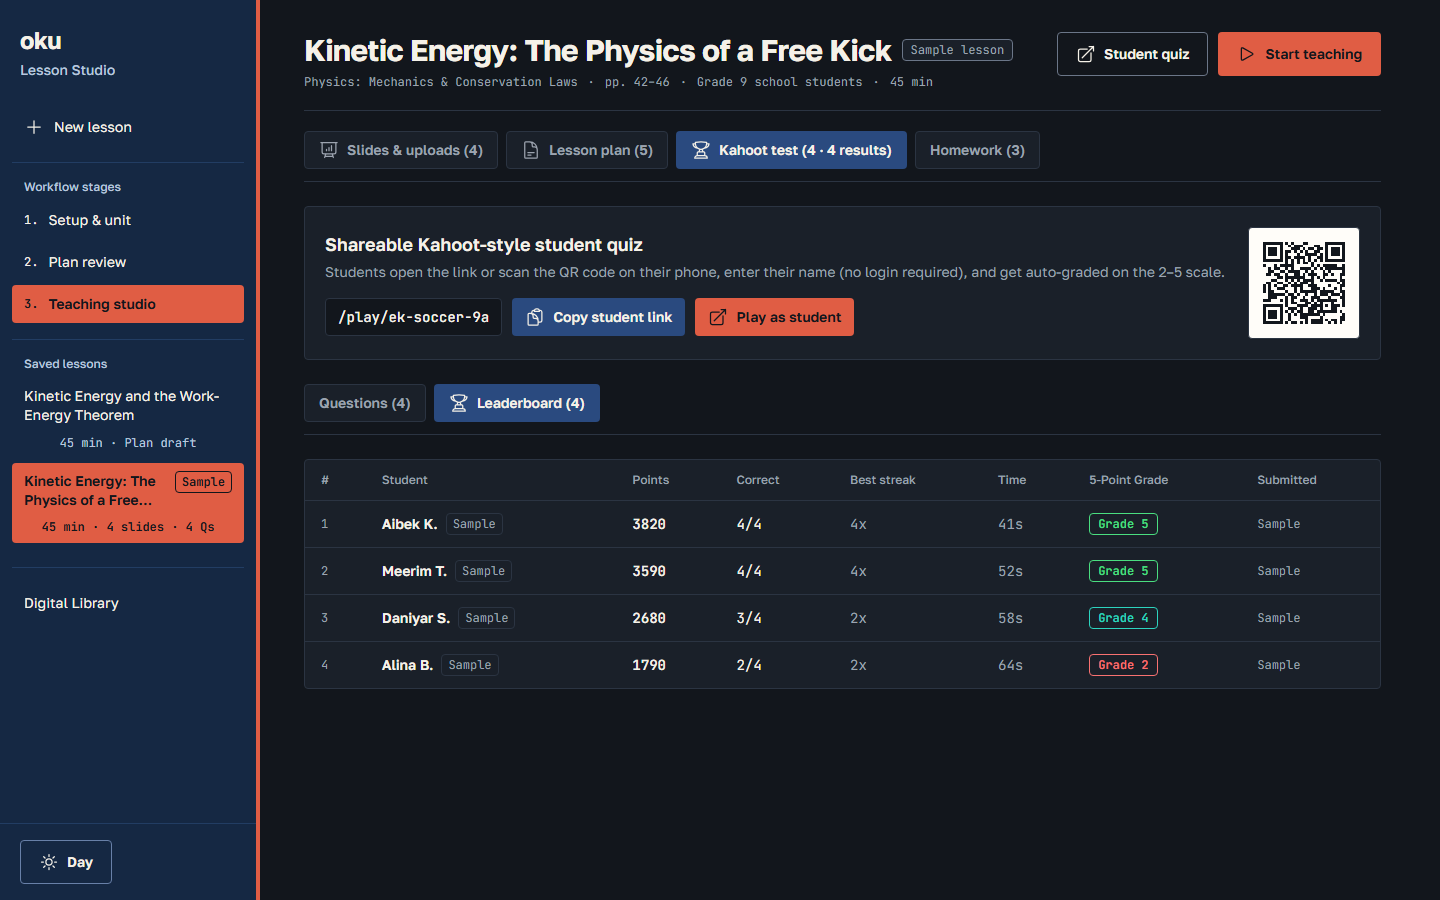 oku
Lesson Studio
New lesson
Workflow stages
1. Setup & unit
2. Plan review
3. Teaching studio
Saved lessons
Kinetic Energy and the Work-
Energy Theorem
45 min · Plan draft
Kinetic Energy: The Sample
Physics of a Free...
45 min · 4 slides · 4 Qs
Digital Library
Day
Kinetic Energy: The Physics of a Free Kick Sample lesson
Physics: Mechanics & Conservation Laws · pp. 42–46 · Grade 9 school students · 45 min
Student quiz Start teaching
Slides & uploads (4) Lesson plan (5) Kahoot test (4 · 4 results) Homework (3)
Shareable Kahoot-style student quiz
Students open the link or scan the QR code on their phone, enter their name (no login required), and get auto-graded on the 2–5 scale.
/play/ek-soccer-9a Copy student link Play as student
Questions (4) Leaderboard (4)
# Student Points Correct Best streak Time 5-Point Grade Submitted
1 Aibek K. Sample 3820 4/4 4x 41s Grade 5 Sample
2 Meerim T. Sample 3590 4/4 4x 52s Grade 5 Sample
3 Daniyar S. Sample 2680 3/4 2x 58s Grade 4 Sample
4 Alina B. Sample 1790 2/4 2x 64s Grade 2 Sample